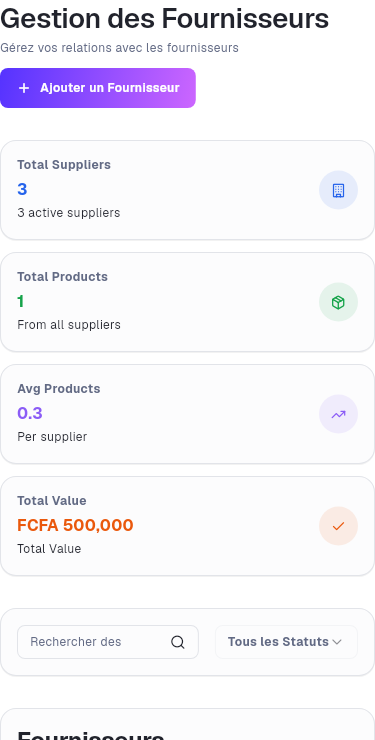 Gestion des Fournisseurs
Gérez vos relations avec les fournisseurs
Ajouter un Fournisseur
Total Suppliers
3
3 active suppliers
Total Products
1
From all suppliers
Avg Products
0.3
Per supplier
Total Value
FCFA 500,000
Total Value
Rechercher des
Tous les Statuts
Fournisseurs